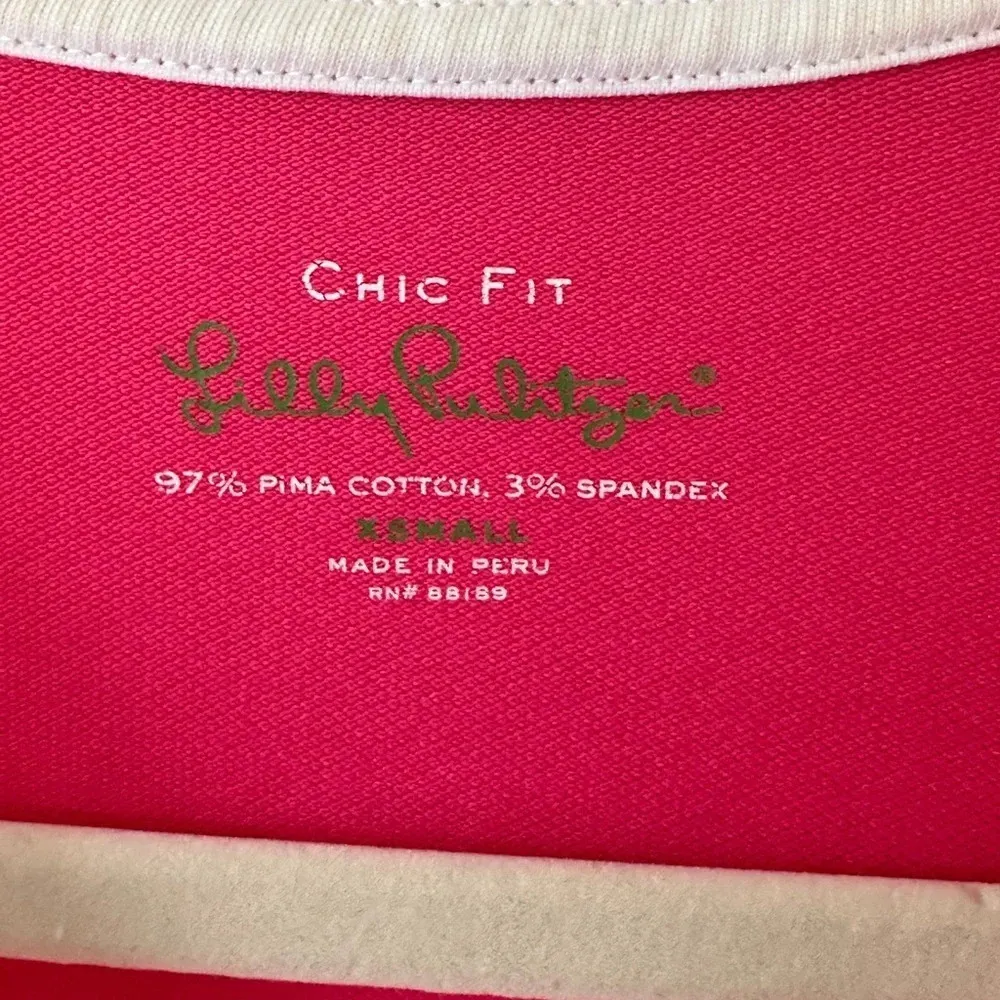 CHIC FIT
Lilly Pulitzer®
97% PIMA COTTON, 3% SPANDEX
XSMALL
MADE IN PERU
RN# 88189